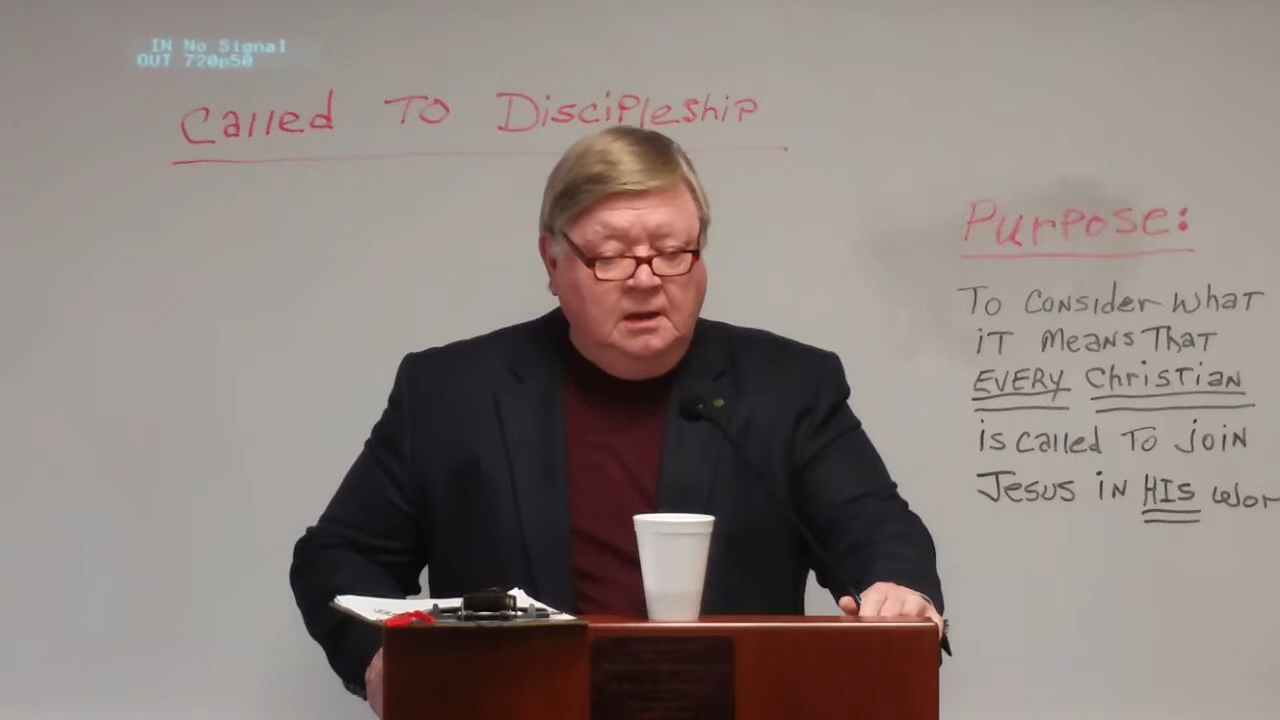 IN No Signal
OUT 720p50
Called To Discipleship
Purpose:
To Consider what
iT Means That
EVERY Christian
is called To join
Jesus in HIS wor